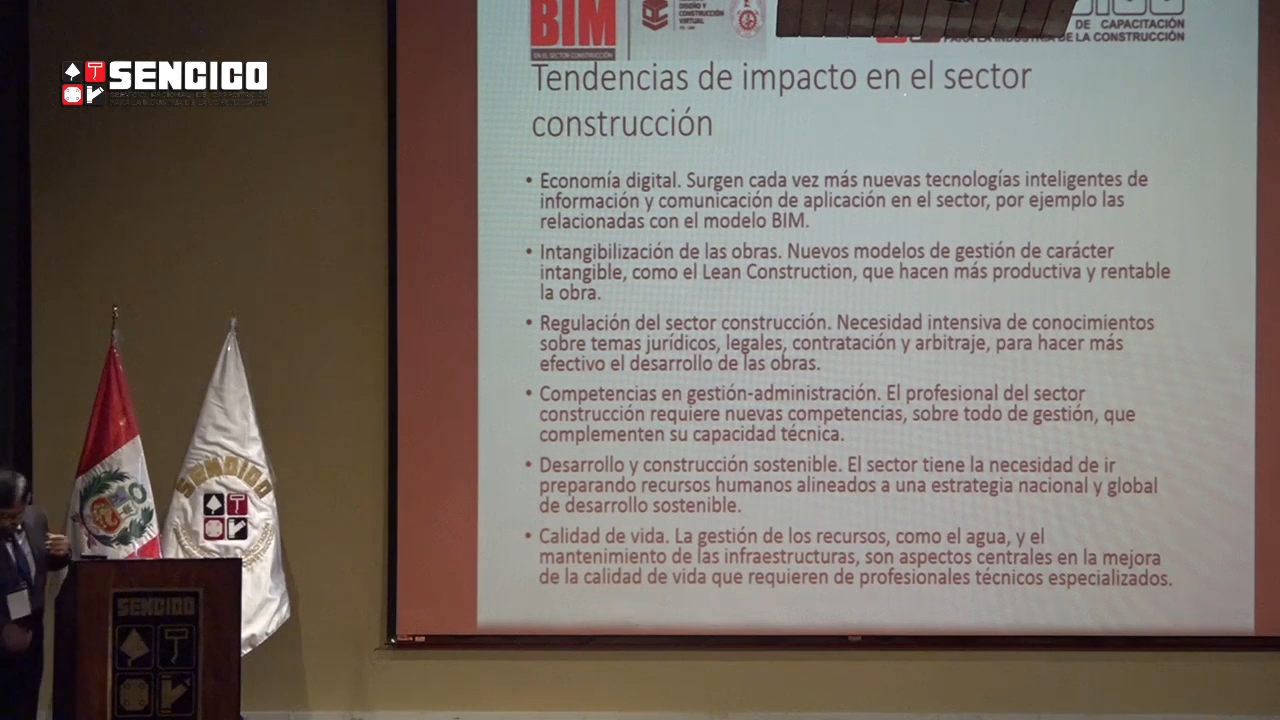 SENCICO
BIM
EN EL SECTOR CONSTRUCCIÓN
DISEÑO Y
CONSTRUCCIÓN
VIRTUAL
DE CAPACITACIÓN
PARA LA INDUSTRIA DE LA CONSTRUCCIÓN
Tendencias de impacto en el sector
construcción
• Economía digital. Surgen cada vez más nuevas tecnologías inteligentes de
información y comunicación de aplicación en el sector, por ejemplo las
relacionadas con el modelo BIM.
• Intangibilización de las obras. Nuevos modelos de gestión de carácter
intangible, como el Lean Construction, que hacen más productiva y rentable
la obra.
• Regulación del sector construcción. Necesidad intensiva de conocimientos
sobre temas jurídicos, legales, contratación y arbitraje, para hacer más
efectivo el desarrollo de las obras.
• Competencias en gestión-administración. El profesional del sector
construcción requiere nuevas competencias, sobre todo de gestión, que
complementen su capacidad técnica.
• Desarrollo y construcción sostenible. El sector tiene la necesidad de ir
preparando recursos humanos alineados a una estrategia nacional y global
de desarrollo sostenible.
• Calidad de vida. La gestión de los recursos, como el agua, y el
mantenimiento de las infraestructuras, son aspectos centrales en la mejora
de la calidad de vida que requieren de profesionales técnicos especializados.
SENCICO
SENCICO